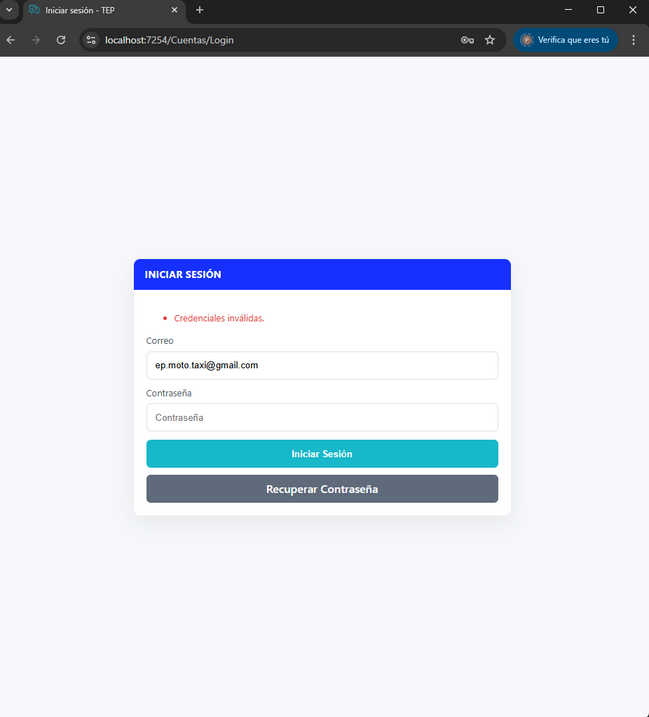 Iniciar sesión - TEP
localhost:7254/Cuentas/Login
Verifica que eres tú
INICIAR SESIÓN
Credenciales inválidas.
Correo
ep.moto.taxi@gmail.com
Contraseña
Contraseña
Iniciar Sesión
Recuperar Contraseña